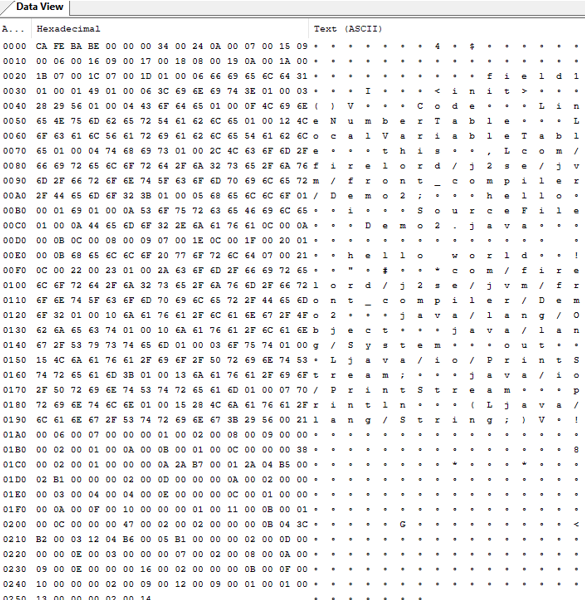 Data View
A... Hexadecimal Text (ASCII)
0000 CA FE BA BE 00 00 00 34 00 24 0A 00 07 00 15 09 • • • • • • • 4 • $ • • • • • •
0010 00 06 00 16 09 00 17 00 18 08 00 19 0A 00 1A 00 • • • • • • • • • • • • • • • •
0020 1B 07 00 1C 07 00 1D 01 00 06 66 69 65 6C 64 31 • • • • • • • • • • f i e l d 1
0030 01 00 01 49 01 00 06 3C 69 6E 69 74 3E 01 00 03 • • • I • • • < i n i t > • • •
0040 28 29 56 01 00 04 43 6F 64 65 01 00 0F 4C 69 6E ( ) V • • • C o d e • • • L i n
0050 65 4E 75 6D 62 65 72 54 61 62 6C 65 01 00 12 4C e N u m b e r T a b l e • • • L
0060 6F 63 61 6C 56 61 72 69 61 62 6C 65 54 61 62 6C o c a l V a r i a b l e T a b l
0070 65 01 00 04 74 68 69 73 01 00 2C 4C 63 6F 6D 2F e • • • t h i s • • , L c o m /
0080 66 69 72 65 6C 6F 72 64 2F 6A 32 73 65 2F 6A 76 f i r e l o r d / j 2 s e / j v
0090 6D 2F 66 72 6F 6E 74 5F 63 6F 6D 70 69 6C 65 72 m / f r o n t _ c o m p i l e r
00A0 2F 44 65 6D 6F 32 3B 01 00 05 68 65 6C 6C 6F 01 / D e m o 2 ; • • • h e l l o •
00B0 00 01 69 01 00 0A 53 6F 75 72 63 65 46 69 6C 65 • • i • • • S o u r c e F i l e
00C0 01 00 0A 44 65 6D 6F 32 2E 6A 61 76 61 0C 00 0A • • • D e m o 2 . j a v a • • •
00D0 00 0B 0C 00 08 00 09 07 00 1E 0C 00 1F 00 20 01 • • • • • • • • • • • • • •   •
00E0 00 0B 68 65 6C 6C 6F 20 77 6F 72 6C 64 07 00 21 • • h e l l o   w o r l d • • !
00F0 0C 00 22 00 23 01 00 2A 63 6F 6D 2F 66 69 72 65 • • " • # • • * c o m / f i r e
0100 6C 6F 72 64 2F 6A 32 73 65 2F 6A 76 6D 2F 66 72 l o r d / j 2 s e / j v m / f r
0110 6F 6E 74 5F 63 6F 6D 70 69 6C 65 72 2F 44 65 6D o n t _ c o m p i l e r / D e m
0120 6F 32 01 00 10 6A 61 76 61 2F 6C 61 6E 67 2F 4F o 2 • • • j a v a / l a n g / O
0130 62 6A 65 63 74 01 00 10 6A 61 76 61 2F 6C 61 6E b j e c t • • • j a v a / l a n
0140 67 2F 53 79 73 74 65 6D 01 00 03 6F 75 74 01 00 g / S y s t e m • • • o u t • •
0150 15 4C 6A 61 76 61 2F 69 6F 2F 50 72 69 6E 74 53 • L j a v a / i o / P r i n t S
0160 74 72 65 61 6D 3B 01 00 13 6A 61 76 61 2F 69 6F t r e a m ; • • • j a v a / i o
0170 2F 50 72 69 6E 74 53 74 72 65 61 6D 01 00 07 70 / P r i n t S t r e a m • • • p
0180 72 69 6E 74 6C 6E 01 00 15 28 4C 6A 61 76 61 2F r i n t l n • • • ( L j a v a /
0190 6C 61 6E 67 2F 53 74 72 69 6E 67 3B 29 56 00 21 l a n g / S t r i n g ; ) V • !
01A0 00 06 00 07 00 00 00 01 00 02 00 08 00 09 00 00 • • • • • • • • • • • • • • • •
01B0 00 02 00 01 00 0A 00 0B 00 01 00 0C 00 00 00 38 • • • • • • • • • • • • • • • 8
01C0 00 02 00 01 00 00 00 0A 2A B7 00 01 2A 04 B5 00 • • • • • • • • * • • • * • • •
01D0 02 B1 00 00 00 02 00 0D 00 00 00 0A 00 02 00 00 • • • • • • • • • • • • • • • •
01E0 00 03 00 04 00 04 00 0E 00 00 00 0C 00 01 00 00 • • • • • • • • • • • • • • • •
01F0 00 0A 00 0F 00 10 00 00 00 01 00 11 00 0B 00 01 • • • • • • • • • • • • • • • •
0200 00 0C 00 00 00 47 00 02 00 02 00 00 00 0B 04 3C • • • • • G • • • • • • • • • <
0210 B2 00 03 12 04 B6 00 05 B1 00 00 00 02 00 0D 00 • • • • • • • • • • • • • • • •
0220 00 00 0E 00 03 00 00 00 07 00 02 00 08 00 0A 00 • • • • • • • • • • • • • • • •
0230 09 00 0E 00 00 00 16 00 02 00 00 00 0B 00 0F 00 • • • • • • • • • • • • • • • •
0240 10 00 00 00 02 00 09 00 12 00 09 00 01 00 01 00 • • • • • • • • • • • • • • • •
0250 13 00 00 00 02 00 14 • • • • • • •